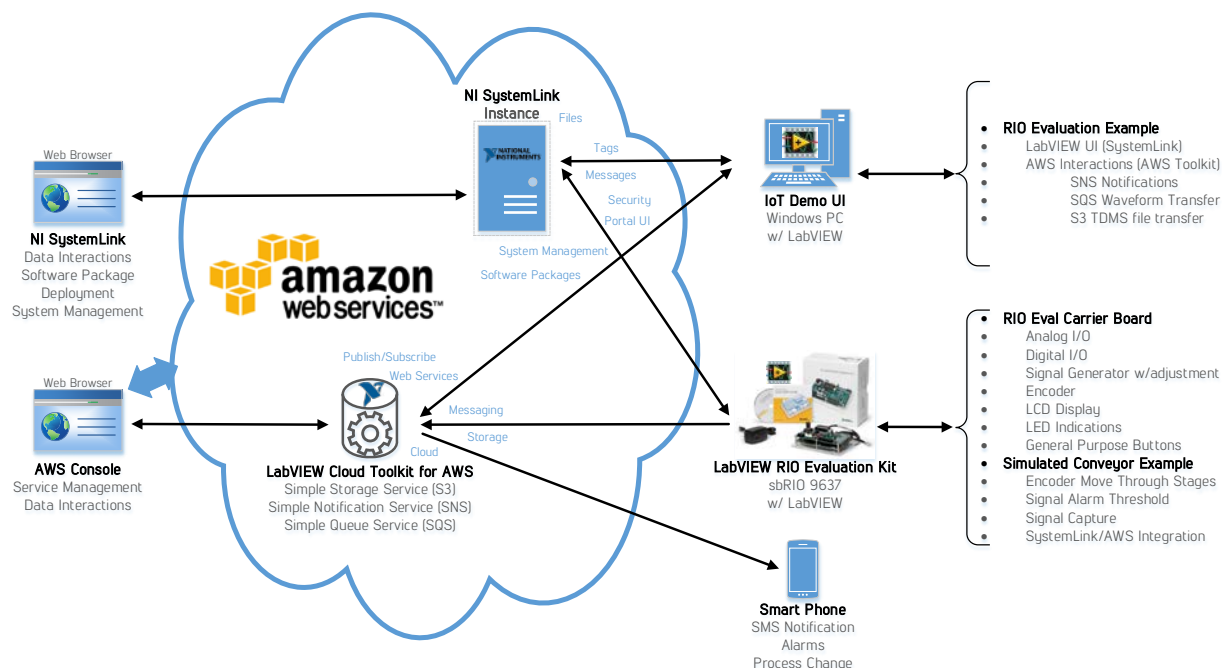 Web Browser
NI SystemLink
Data Interactions
Software Package
Deployment
System Management
Web Browser
AWS Console
Service Management
Data Interactions
NI SystemLink
Instance
NATIONAL
INSTRUMENTS
Files
Tags
Messages
Security
Portal UI
System Management
Software Packages
amazon
web services™
Publish/Subscribe
Web Services
Messaging
Storage
Cloud
LabVIEW Cloud Toolkit for AWS
Simple Storage Service (S3)
Simple Notification Service (SNS)
Simple Queue Service (SQS)
IoT Demo UI
Windows PC
w/ LabVIEW
LabVIEW RIO Evaluation Kit
sbRIO 9637
w/ LabVIEW
Smart Phone
SMS Notification
Alarms
Process Change
• RIO Evaluation Example
• LabVIEW UI (SystemLink)
• AWS Interactions (AWS Toolkit)
• SNS Notifications
• SQS Waveform Transfer
• S3 TDMS file transfer
• RIO Eval Carrier Board
• Analog I/O
• Digital I/O
• Signal Generator w/adjustment
• Encoder
• LCD Display
• LED Indications
• General Purpose Buttons
• Simulated Conveyor Example
• Encoder Move Through Stages
• Signal Alarm Threshold
• Signal Capture
• SystemLink/AWS Integration